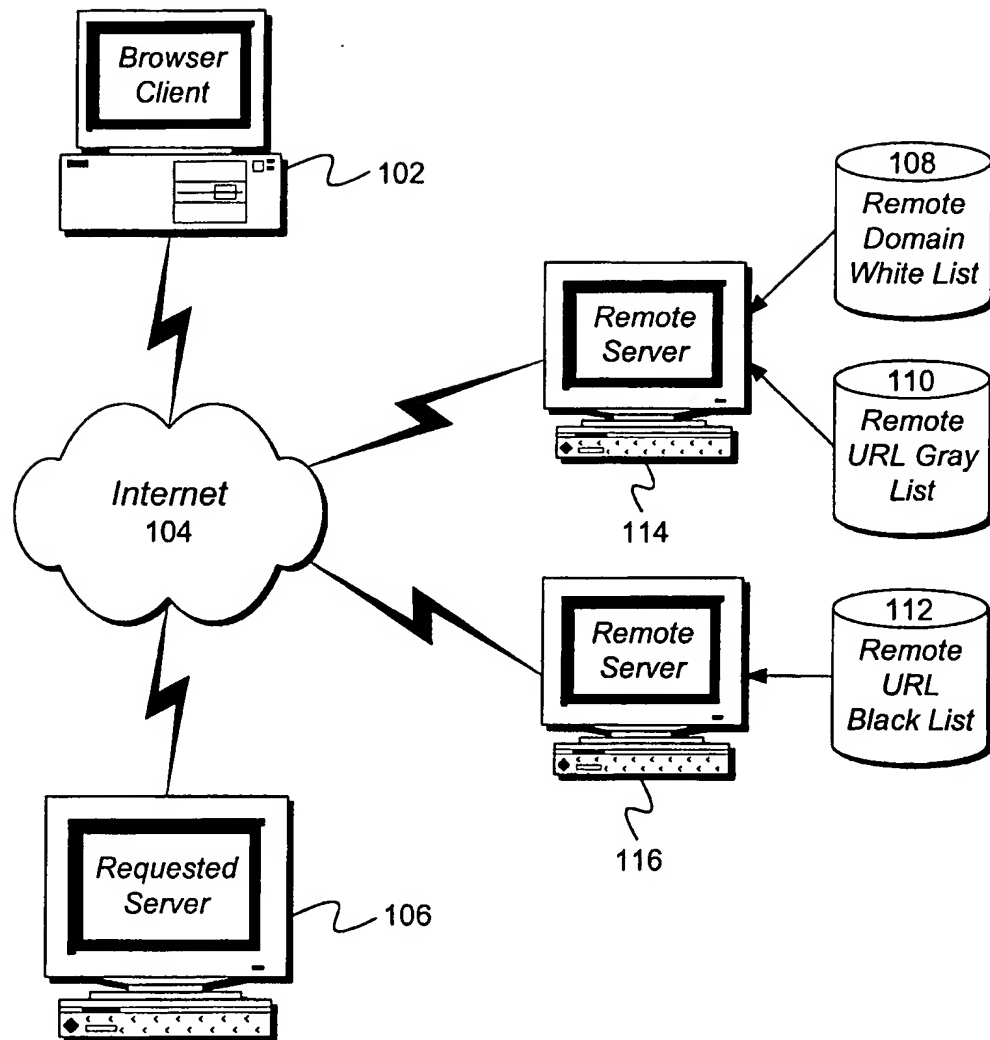 Browser
Client
102
108
Remote
Domain
White List
Remote
Server
114
110
Remote
URL Gray
List
Internet
104
Remote
Server
116
112
Remote
URL
Black List
Requested
Server
106